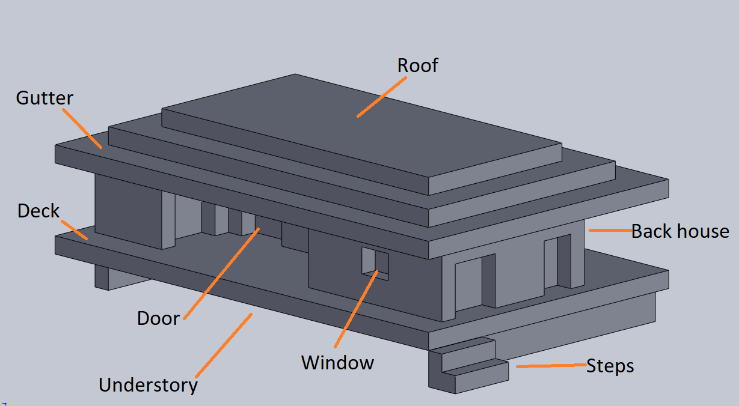 Roof
Gutter
Deck
Back house
Door
Window
Steps
Understory